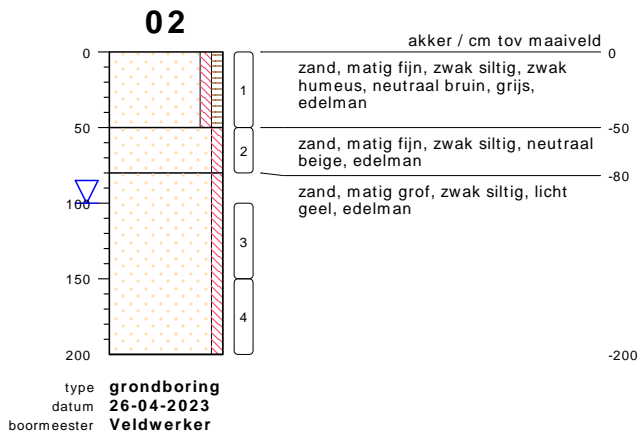 02
akker / cm tov maaiveld
0
0
zand, matig fijn, zwak siltig, zwak
humeus, neutraal bruin, grijs,
edelman
1
50
-50
zand, matig fijn, zwak siltig, neutraal
beige, edelman
2
-80
zand, matig grof, zwak siltig, licht
geel, edelman
100
3
150
4
200
-200
type grondboring
datum 26-04-2023
boormeester Veldwerker